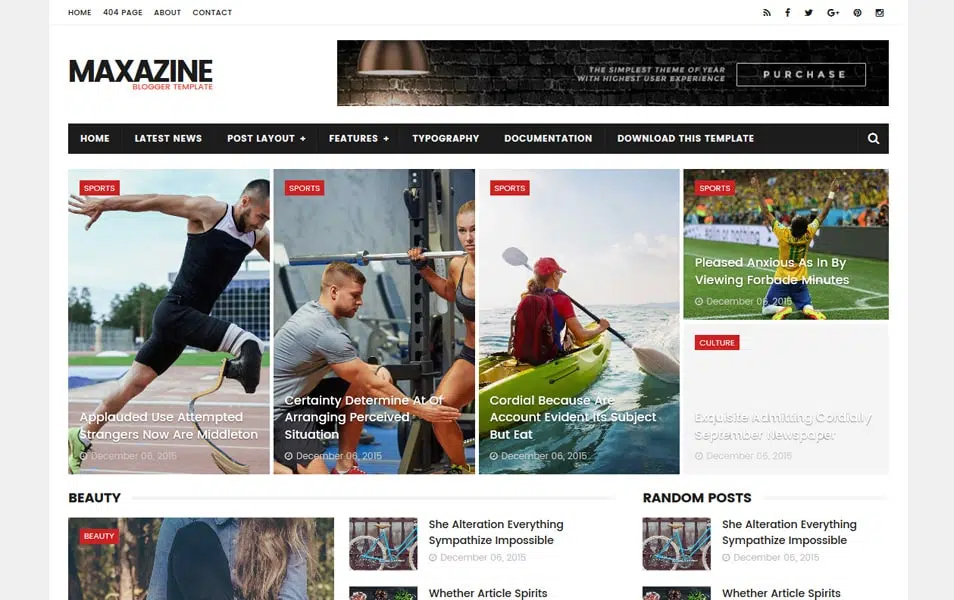 HOME 404 PAGE ABOUT CONTACT
MAXAZINE
BLOGGER TEMPLATE
THE SIMPLEST THEME OF YEAR
WITH HIGHEST USER EXPERIENCE
PURCHASE
HOME LATEST NEWS POST LAYOUT + FEATURES + TYPOGRAPHY DOCUMENTATION DOWNLOAD THIS TEMPLATE
SPORTS
Applauded Use Attempted
Strangers Now Are Middleton
December 06, 2015
SPORTS
Certainty Determine At Of
Arranging Perceived
Situation
December 06, 2015
SPORTS
Cordial Because Are
Account Evident Its Subject
But Eat
December 06, 2015
SPORTS
Pleased Anxious As In By
Viewing Forbade Minutes
December 06, 2015
CULTURE
Exquisite Admitting Cordially
September Newspaper
December 06, 2015
BEAUTY
BEAUTY
She Alteration Everything
Sympathize Impossible
December 06, 2015
Whether Article Spirits
RANDOM POSTS
She Alteration Everything
Sympathize Impossible
December 06, 2015
Whether Article Spirits